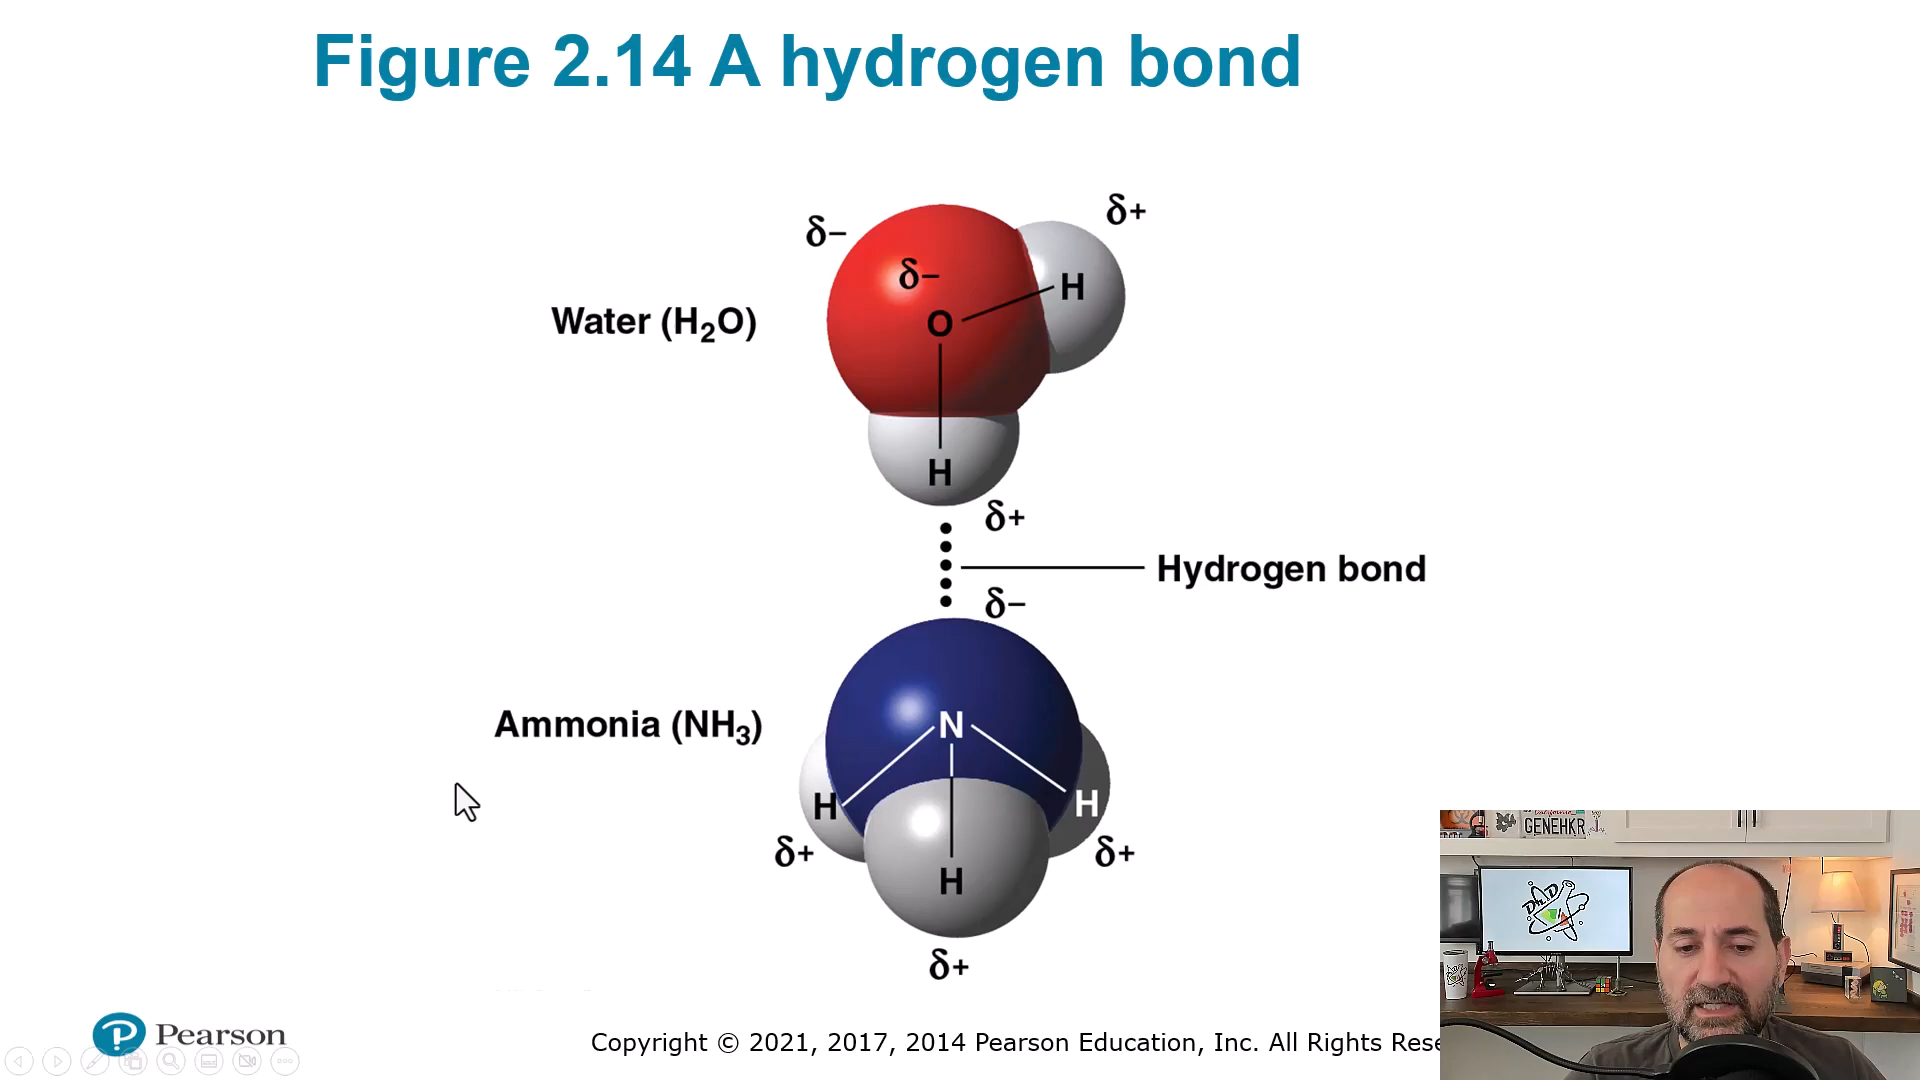 Figure 2.14 A hydrogen bond
δ−
δ+
δ−
H
Water (H₂O)
O
H
δ+
Hydrogen bond
δ−
Ammonia (NH₃)
N
H
H
δ+
δ+
H
δ+
GENEHKR
Pearson
Copyright © 2021, 2017, 2014 Pearson Education, Inc. All Rights Rese